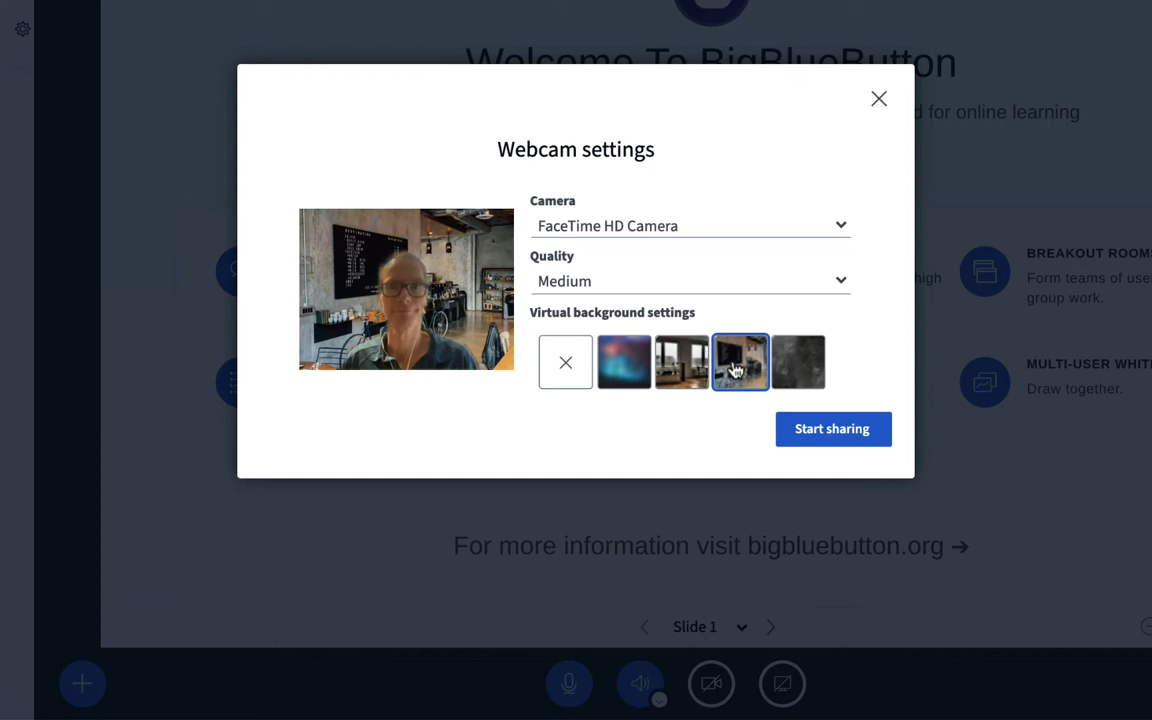 Welcome To BigBlueButton
d for online learning
Webcam settings
Camera
FaceTime HD Camera
Quality
Medium
Virtual background settings
Start sharing
high
BREAKOUT ROOMS
Form teams of use
group work.
MULTI-USER WHIT
Draw together.
For more information visit bigbluebutton.org →
Slide 1